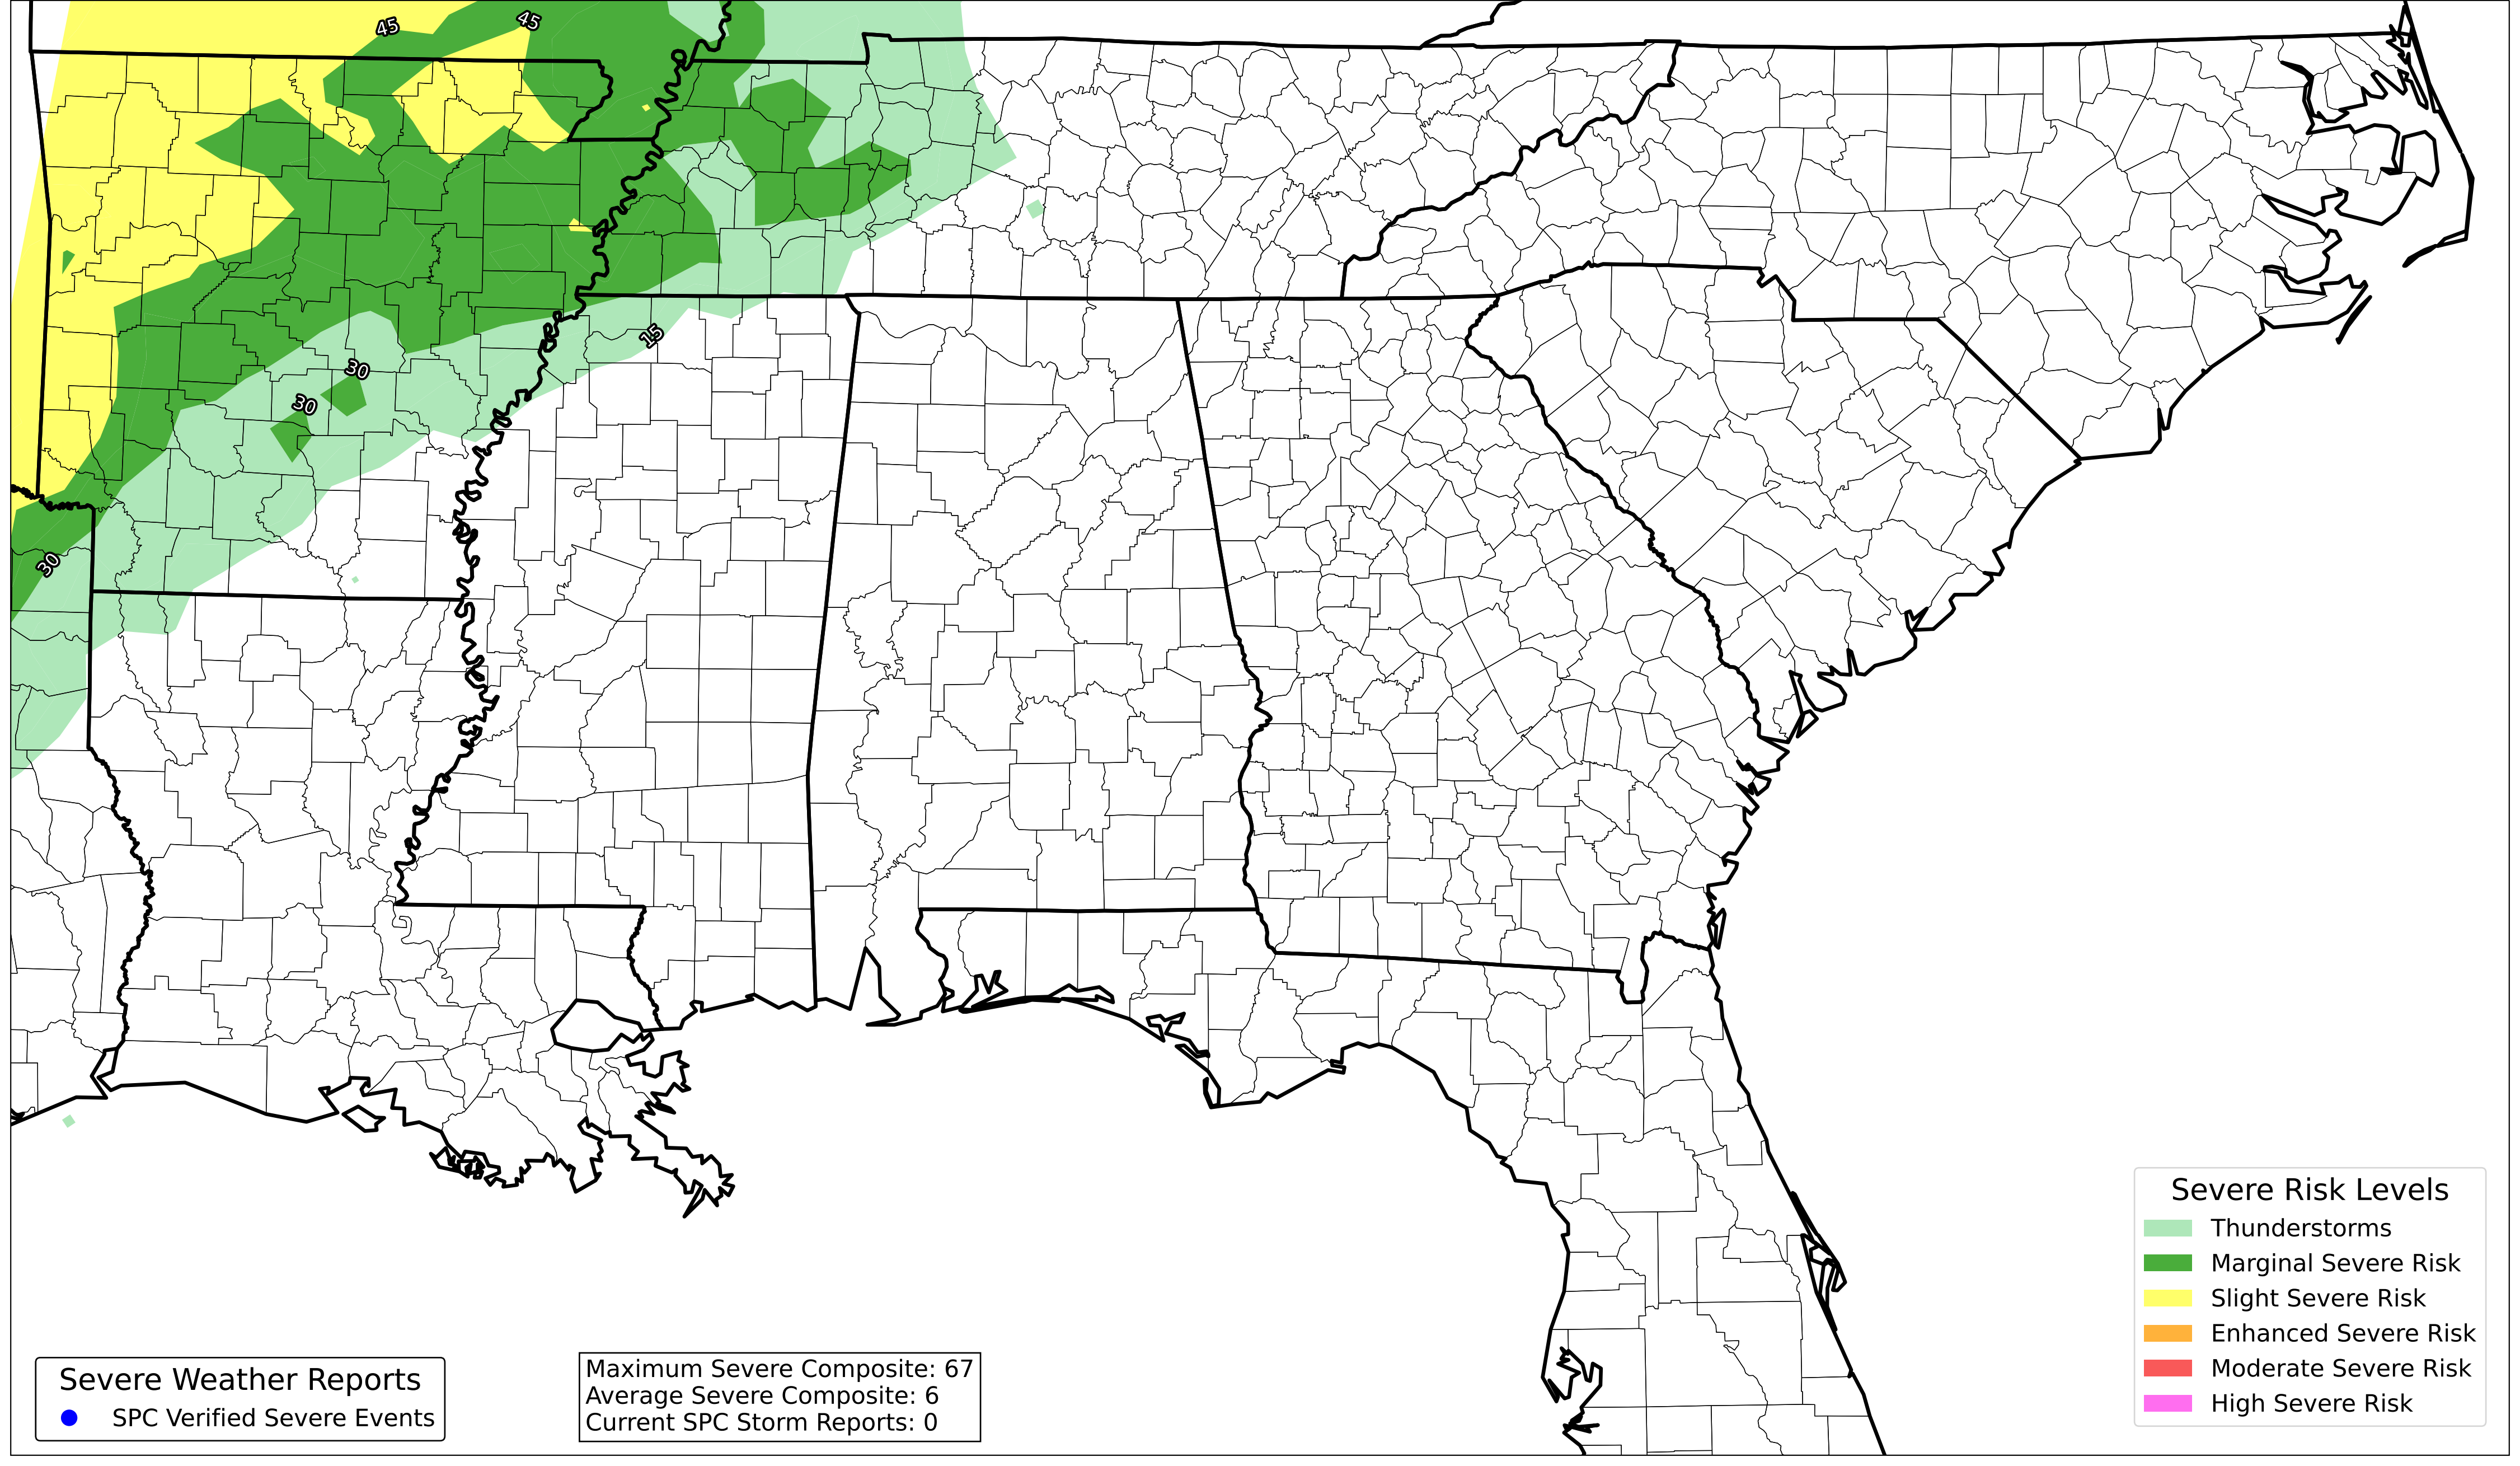 45
45
15
30
30
30
Severe Risk Levels
Thunderstorms
Marginal Severe Risk
Slight Severe Risk
Enhanced Severe Risk
Moderate Severe Risk
High Severe Risk
Severe Weather Reports
SPC Verified Severe Events
Maximum Severe Composite: 67
Average Severe Composite: 6
Current SPC Storm Reports: 0